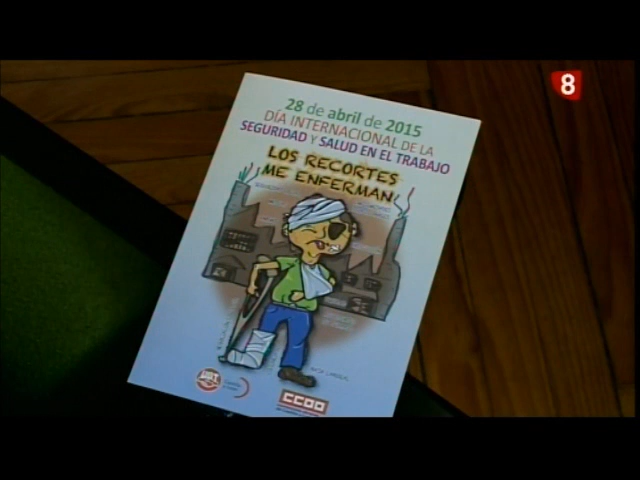 8
28 de abril de 2015
DÍA INTERNACIONAL DE LA
SEGURIDAD Y SALUD EN EL TRABAJO
LOS RECORTES
ME ENFERMAN
UGT
CCOO